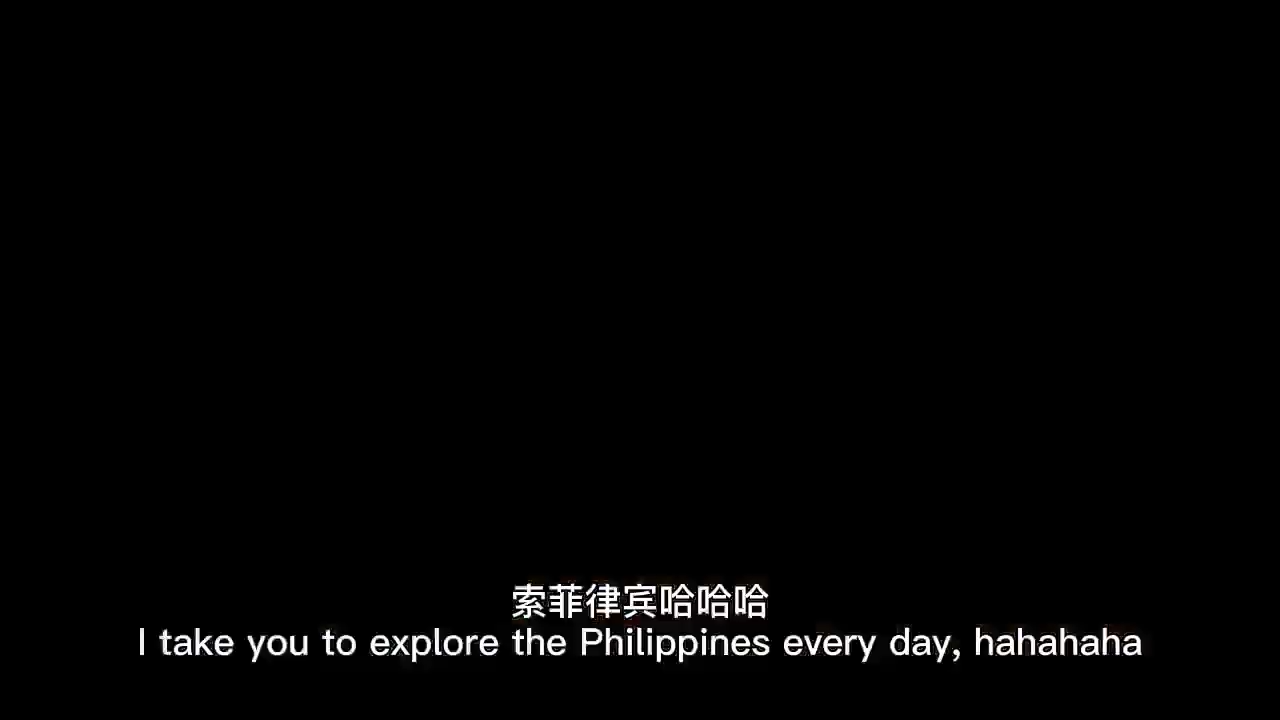 索菲律宾哈哈哈
I take you to explore the Philippines every day, hahahaha